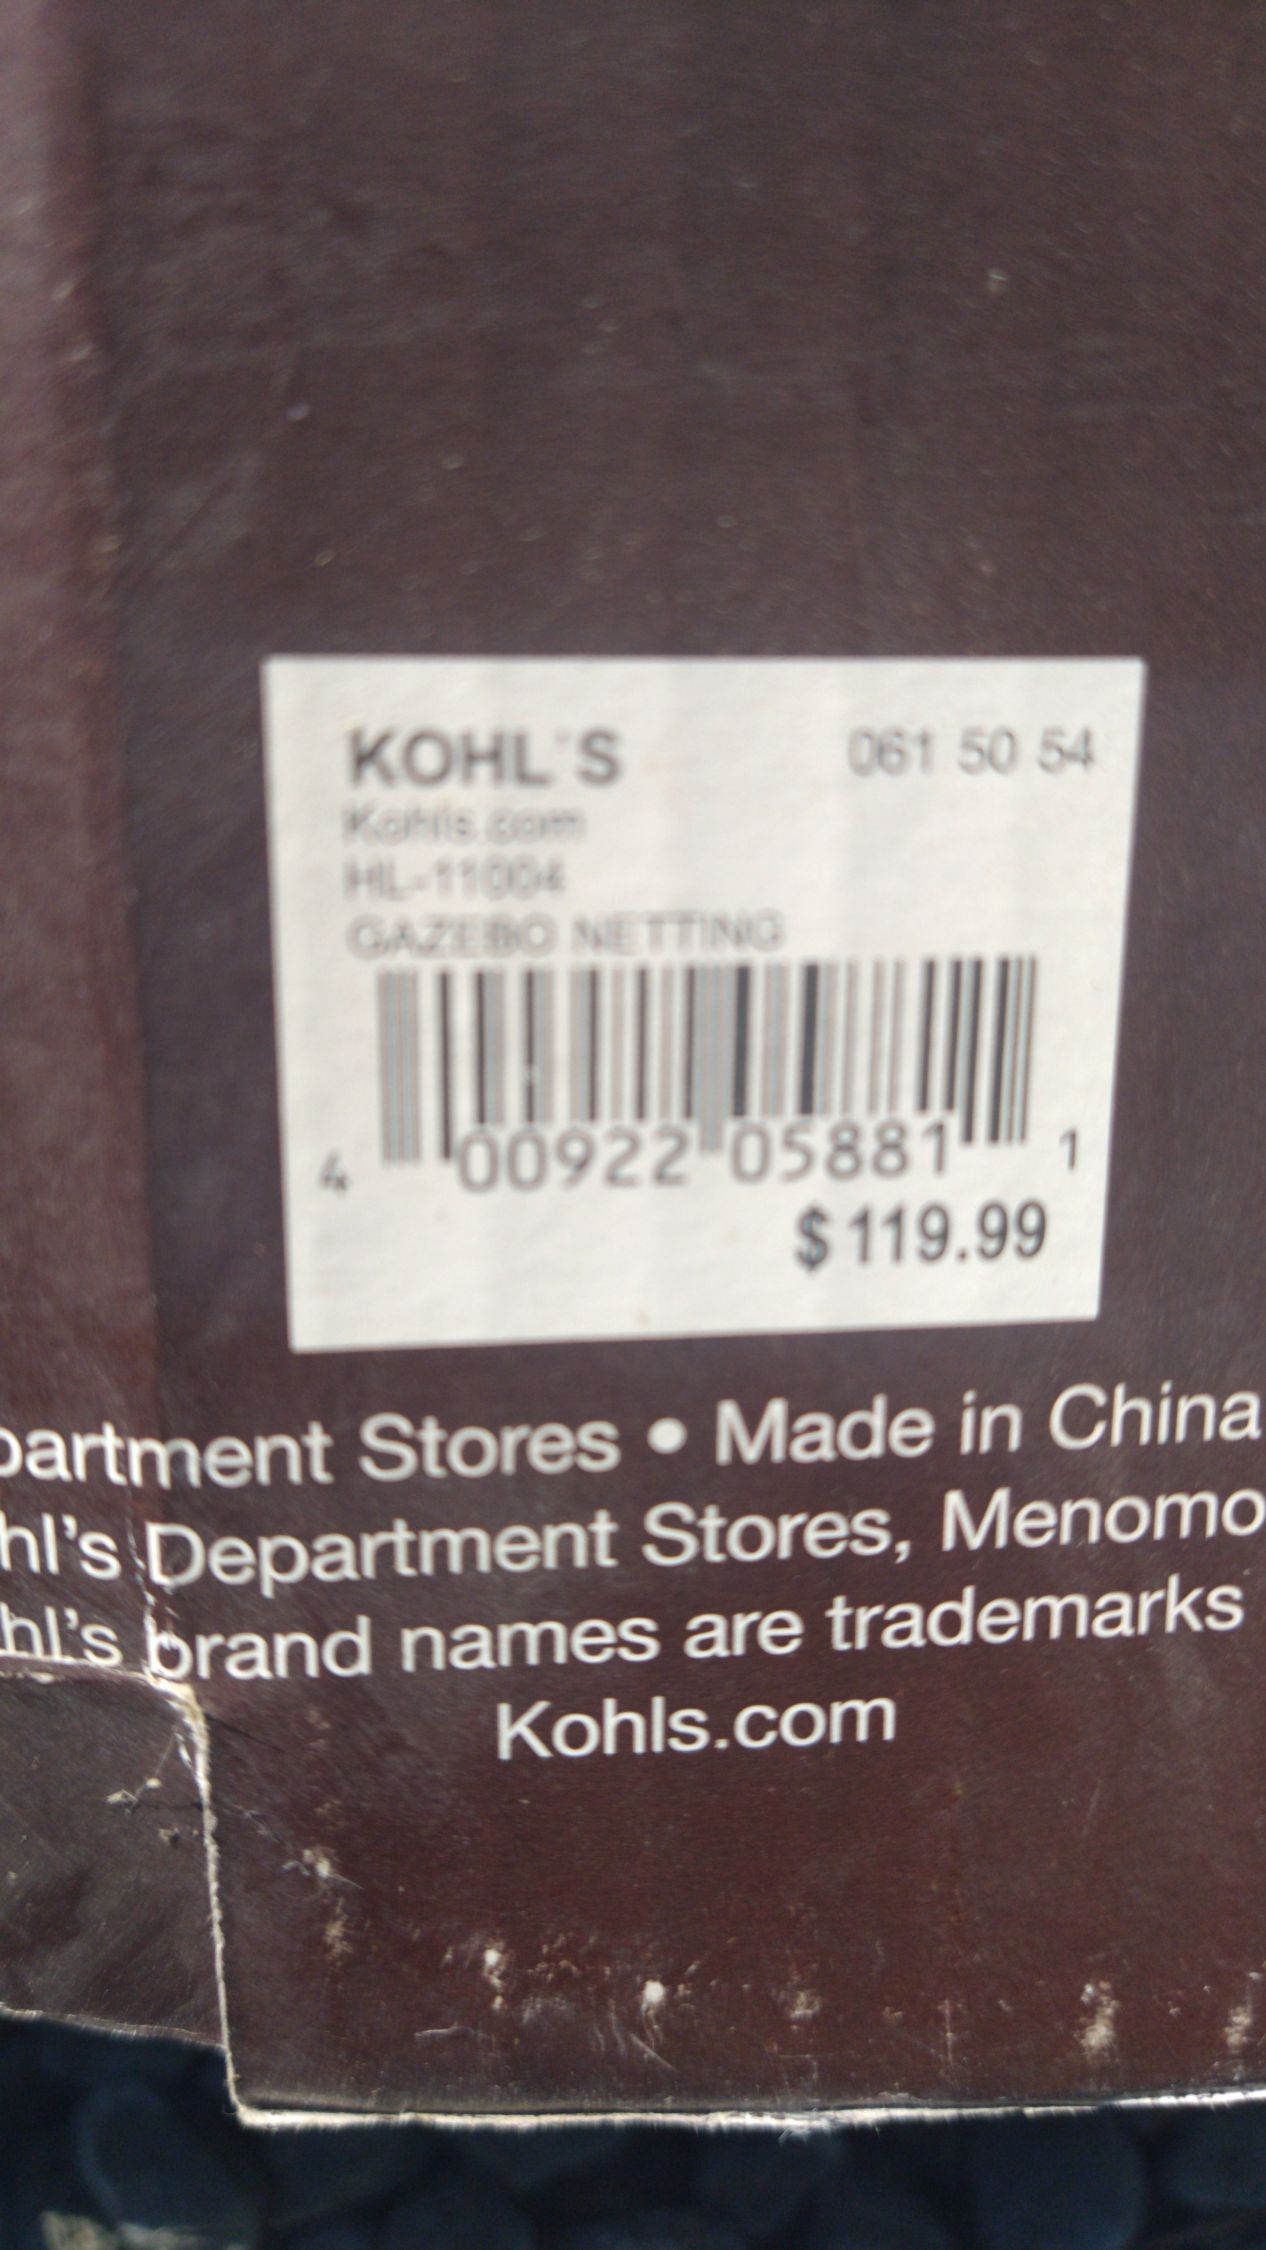 KOHL'S 061 50 54
Kohls.com
HL-11004
GAZEBO NETTING
4 00922 05881 1
$119.99
partment Stores • Made in China
hl's Department Stores, Menomo
hl's brand names are trademarks
Kohls.com